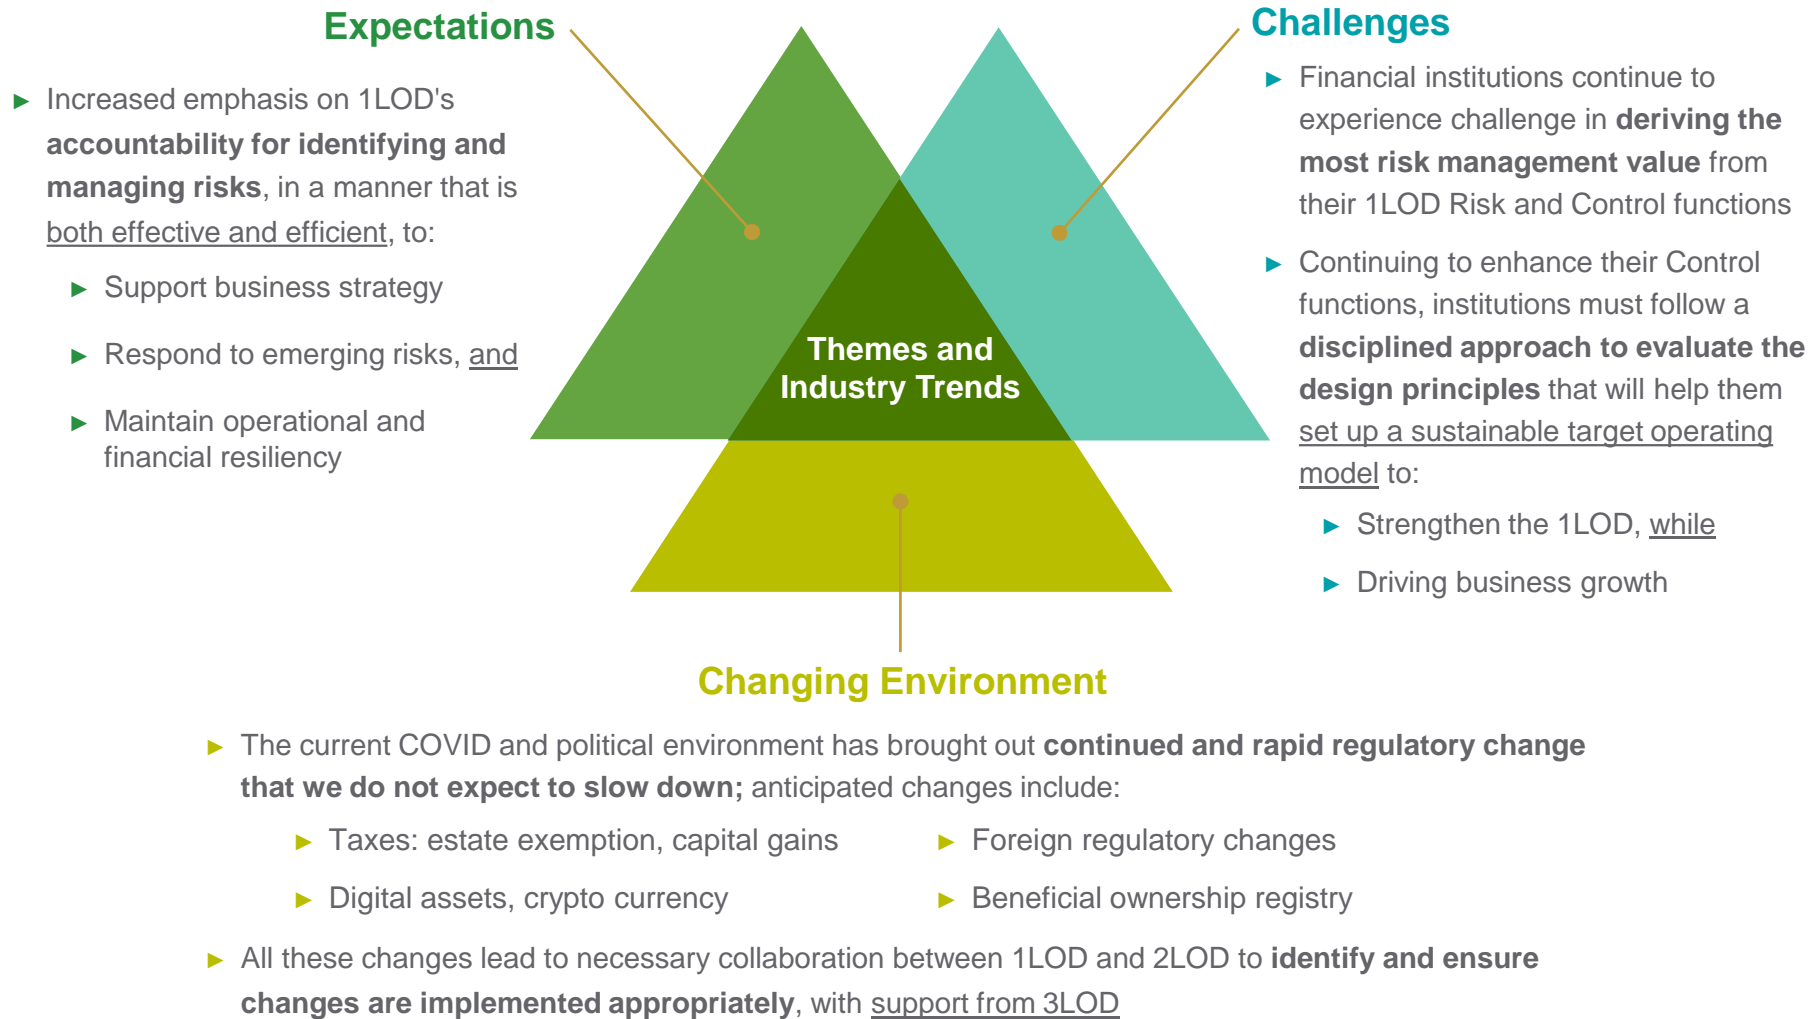 Expectations
► Increased emphasis on 1LOD's
accountability for identifying and
managing risks, in a manner that is
both effective and efficient, to:
► Support business strategy
► Respond to emerging risks, and
► Maintain operational and
financial resiliency
Challenges
► Financial institutions continue to
experience challenge in deriving the
most risk management value from
their 1LOD Risk and Control functions
► Continuing to enhance their Control
functions, institutions must follow a
disciplined approach to evaluate the
design principles that will help them
set up a sustainable target operating
model to:
► Strengthen the 1LOD, while
► Driving business growth
Themes and
Industry Trends
Changing Environment
► The current COVID and political environment has brought out continued and rapid regulatory change
that we do not expect to slow down; anticipated changes include:
► Taxes: estate exemption, capital gains
► Digital assets, crypto currency
► Foreign regulatory changes
► Beneficial ownership registry
► All these changes lead to necessary collaboration between 1LOD and 2LOD to identify and ensure
changes are implemented appropriately, with support from 3LOD